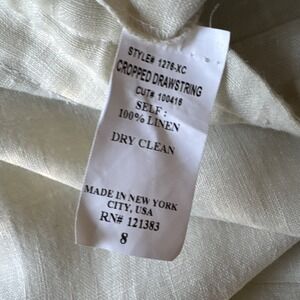 STYLE# 1276-XC
CROPPED DRAWSTRING
CUT# 100416
SELF:
100% LINEN
DRY CLEAN
MADE IN NEW YORK
CITY, USA
RN# 121383
8